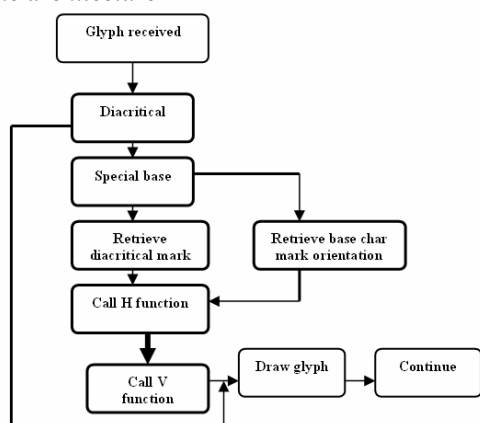 Glyph received
Diacritical
Special base
Retrieve
diacritical mark
Retrieve base char
mark orientation
Call H function
Call V
function
Draw glyph
Continue